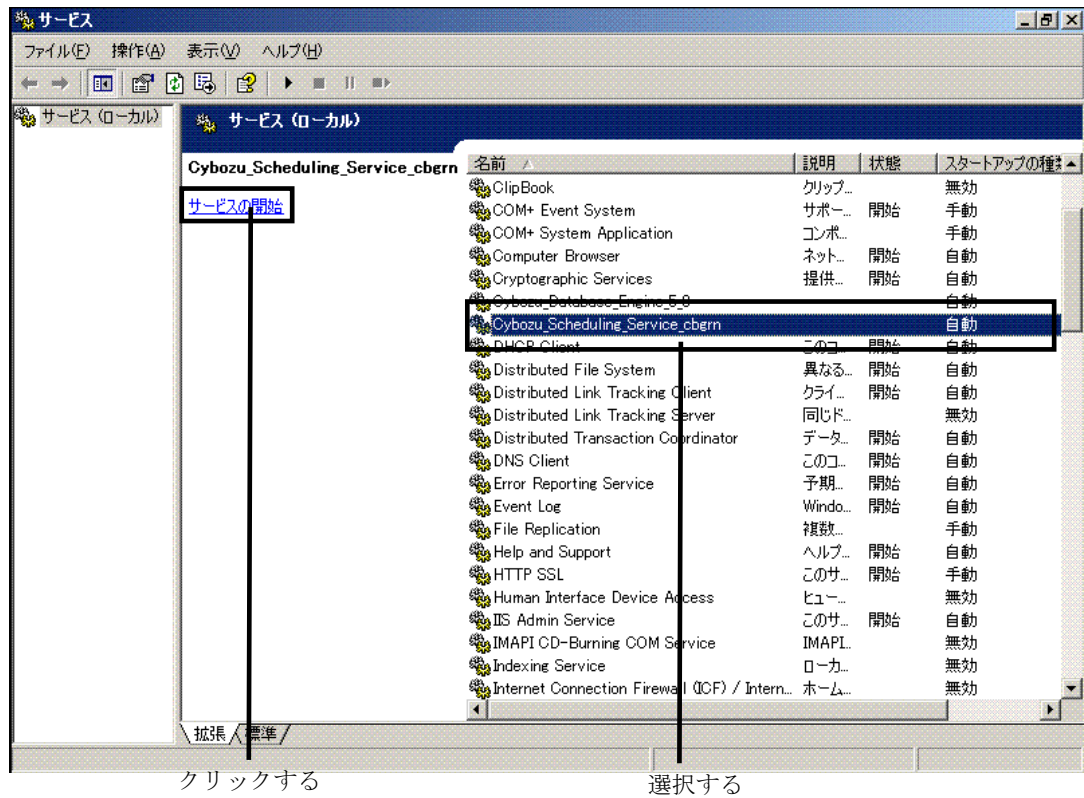 サービス
ファイル(F) 操作(A) 表示(V) ヘルプ(H)
サービス (ローカル)
サービス (ローカル)
Cybozu_Scheduling_Service_cbgrn
サービスの開始
名前 説明 状態 スタートアップの種類
ClipBook クリップ... 無効
COM+ Event System サポー... 開始 手動
COM+ System Application コンポ... 手動
Computer Browser ネット... 開始 自動
Cryptographic Services 提供... 開始 自動
Cybozu_Database_Engine_5_0 自動
Cybozu_Scheduling_Service_cbgrn 自動
DHCP Client このコ... 開始 自動
Distributed File System 異なる... 開始 自動
Distributed Link Tracking Client クライ... 開始 自動
Distributed Link Tracking Server 同じド... 無効
Distributed Transaction Coordinator データ... 開始 自動
DNS Client このコ... 開始 自動
Error Reporting Service 予期... 開始 自動
Event Log Windo... 開始 自動
File Replication 複数... 手動
Help and Support ヘルプ... 開始 自動
HTTP SSL このサ... 開始 手動
Human Interface Device Access ヒュー... 無効
IIS Admin Service このサ... 開始 自動
IMAPI CD-Burning COM Service IMAPI... 無効
Indexing Service ローカ... 無効
Internet Connection Firewall (ICF) / Intern... ホーム... 無効
拡張 標準
クリックする
選択する